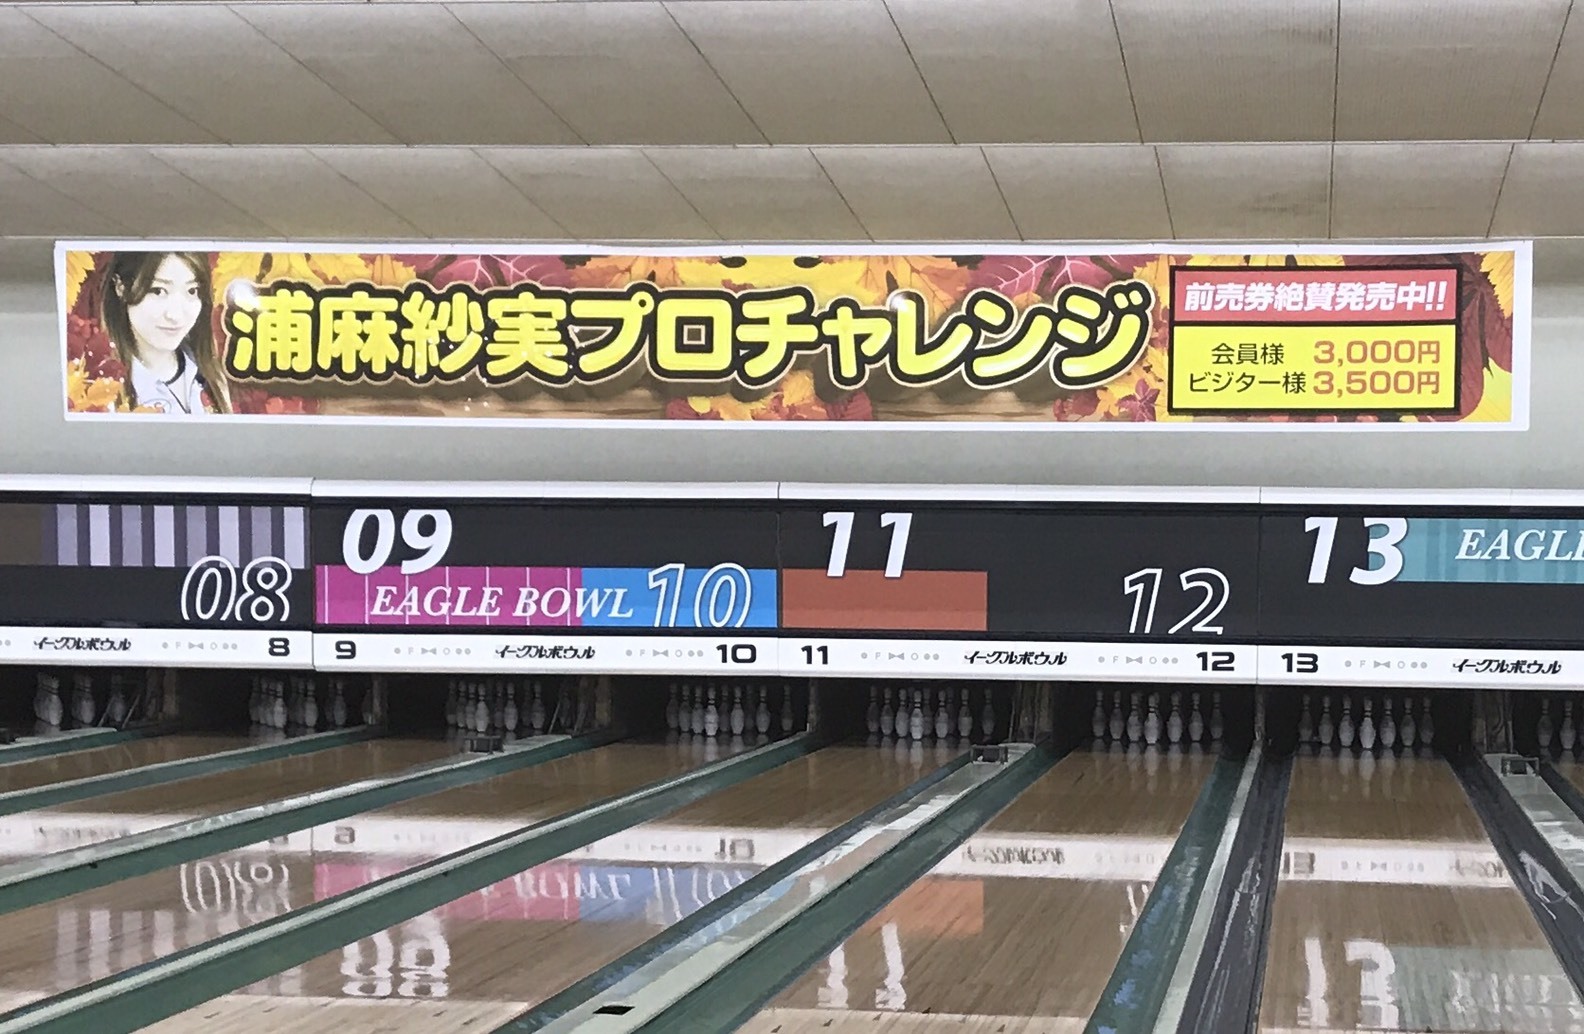 浦麻紗実プロチャレンジ
前売券絶賛発売中!!
会員様 3,000円
ビジター様 3,500円
08
09
EAGLE BOWL
10
11
12
13
EAGL
8
イーグルボウル
9
イーグルボウル
10
11
イーグルボウル
12
13
イーグルボウル